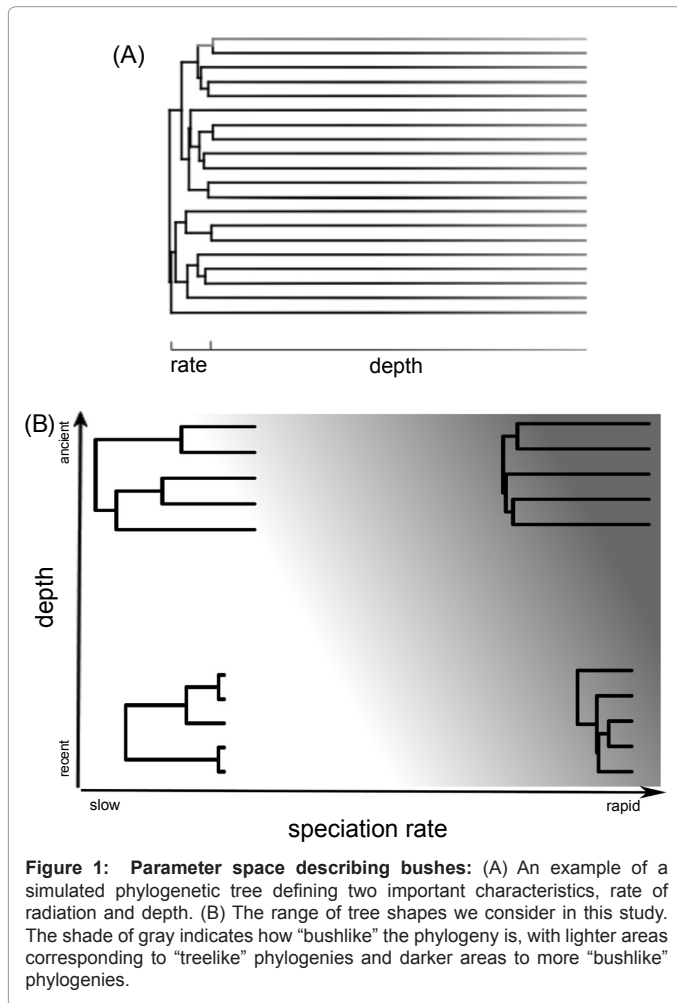 (A)
rate depth
(B)
ancient
depth
recent
slow rapid
speciation rate
Figure 1: Parameter space describing bushes: (A) An example of a
simulated phylogenetic tree defining two important characteristics, rate of
radiation and depth. (B) The range of tree shapes we consider in this study.
The shade of gray indicates how “bushlike” the phylogeny is, with lighter areas
corresponding to “treelike” phylogenies and darker areas to more “bushlike”
phylogenies.